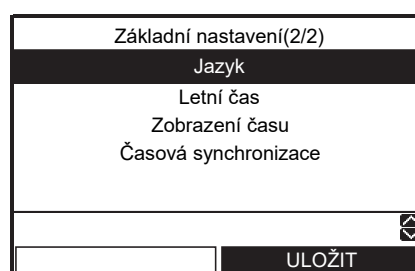 Základní nastavení(2/2)
Jazyk
Letní čas
Zobrazení času
Časová synchronizace
ULOŽIT